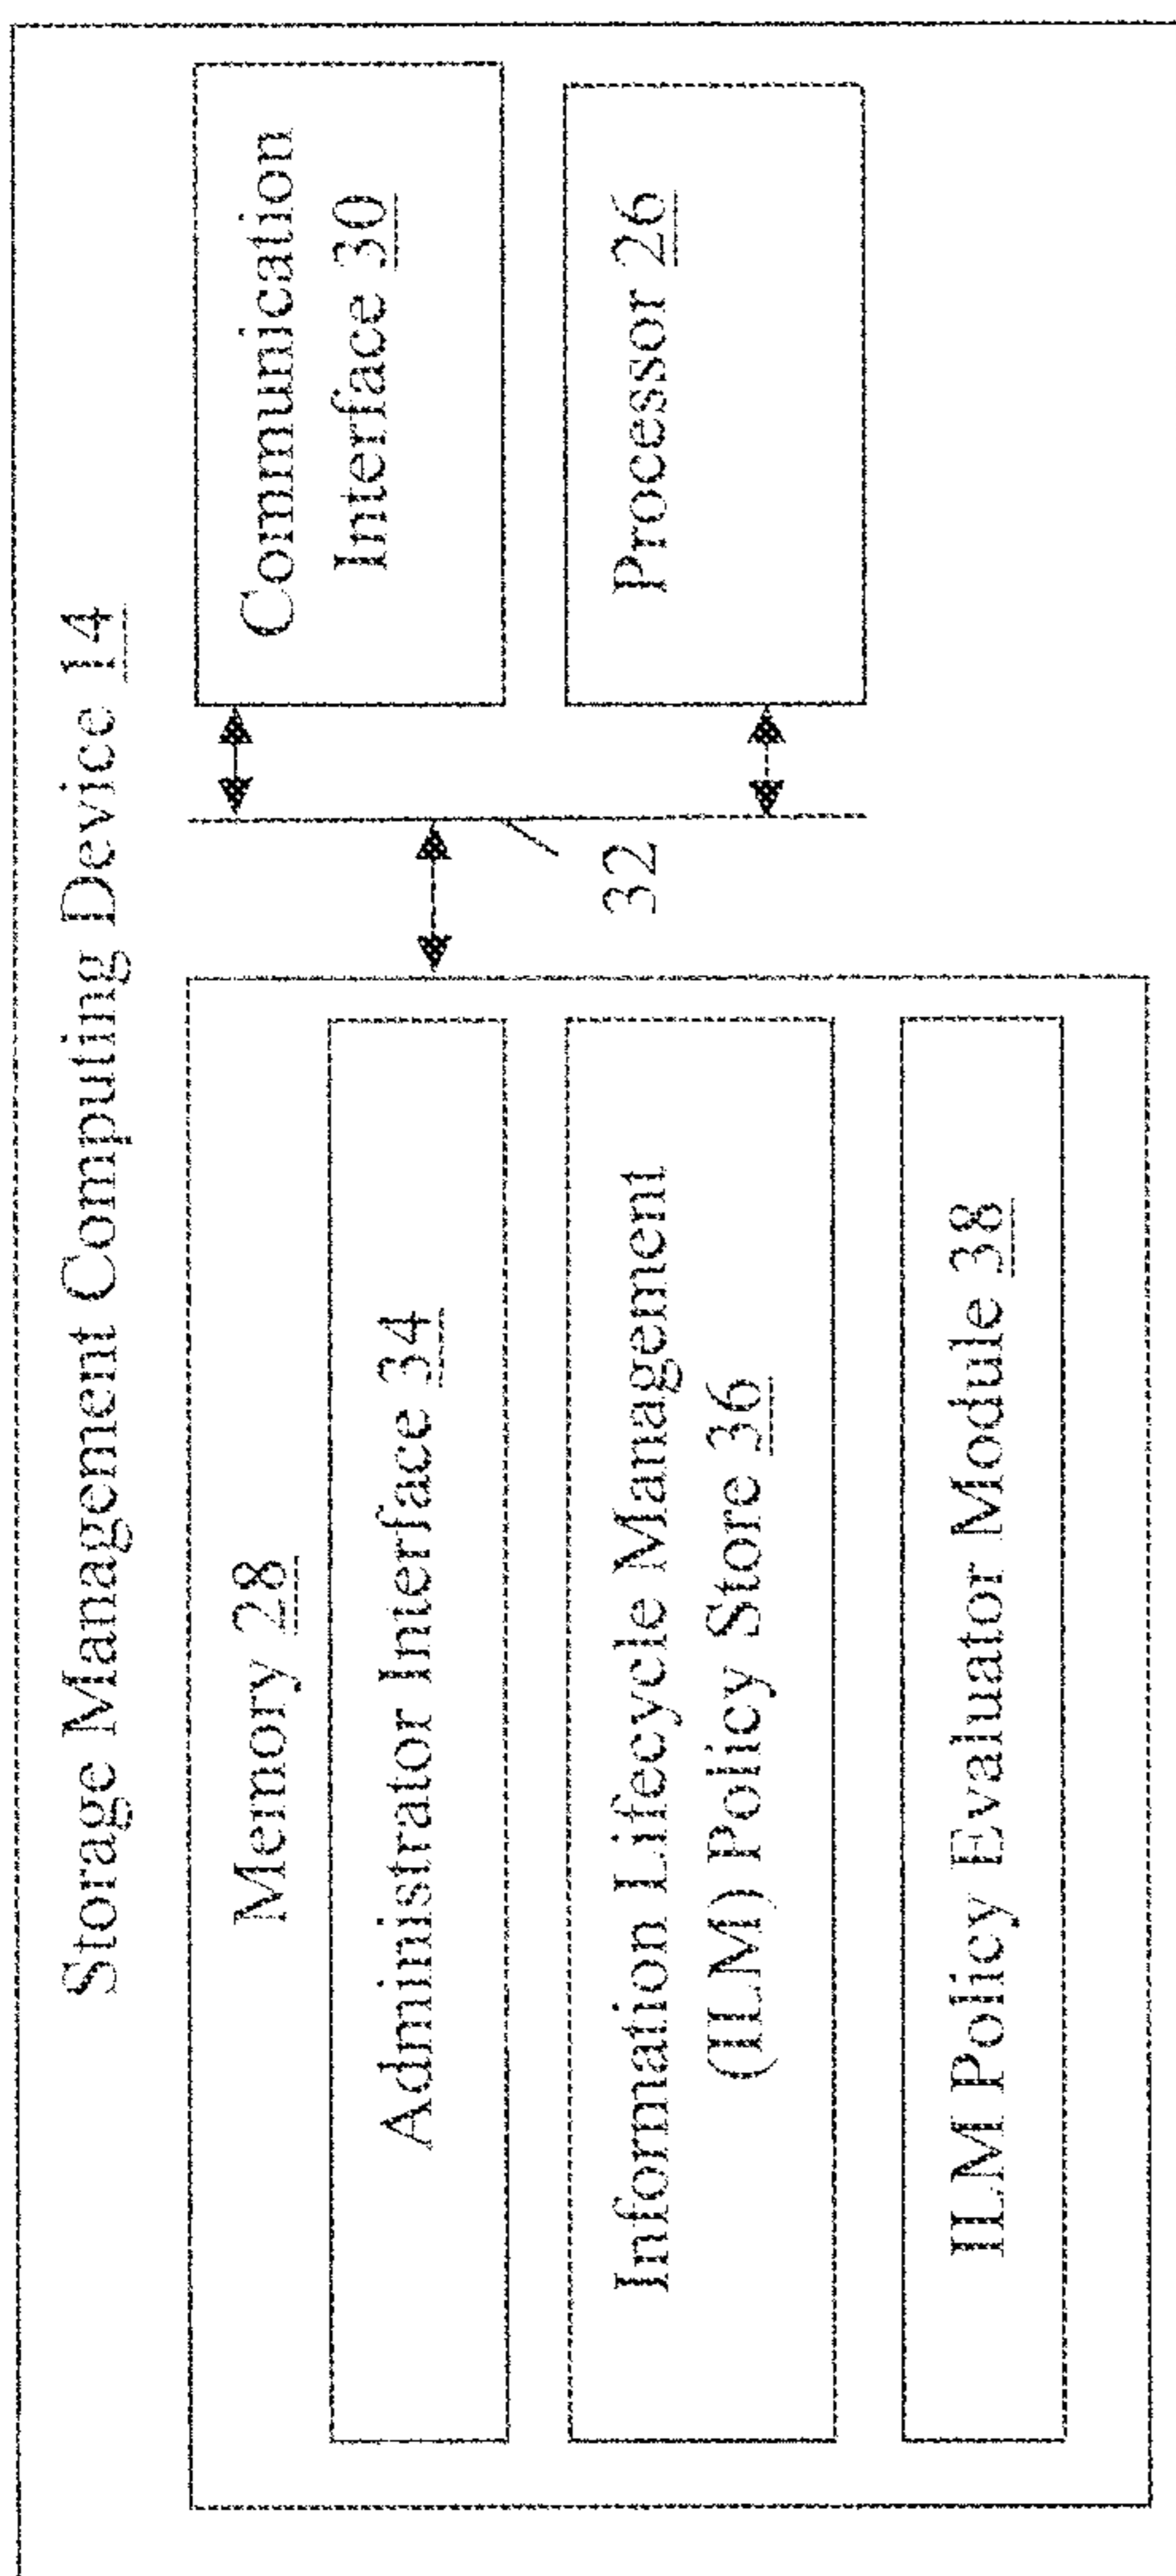 Storage Management Computing Device 14
Memory 28
Administrator Interface 34
Information Lifecycle Management
(ILM) Policy Store 36
ILM Policy Evaluator Module 38
32
Communication
Interface 30
Processor 26